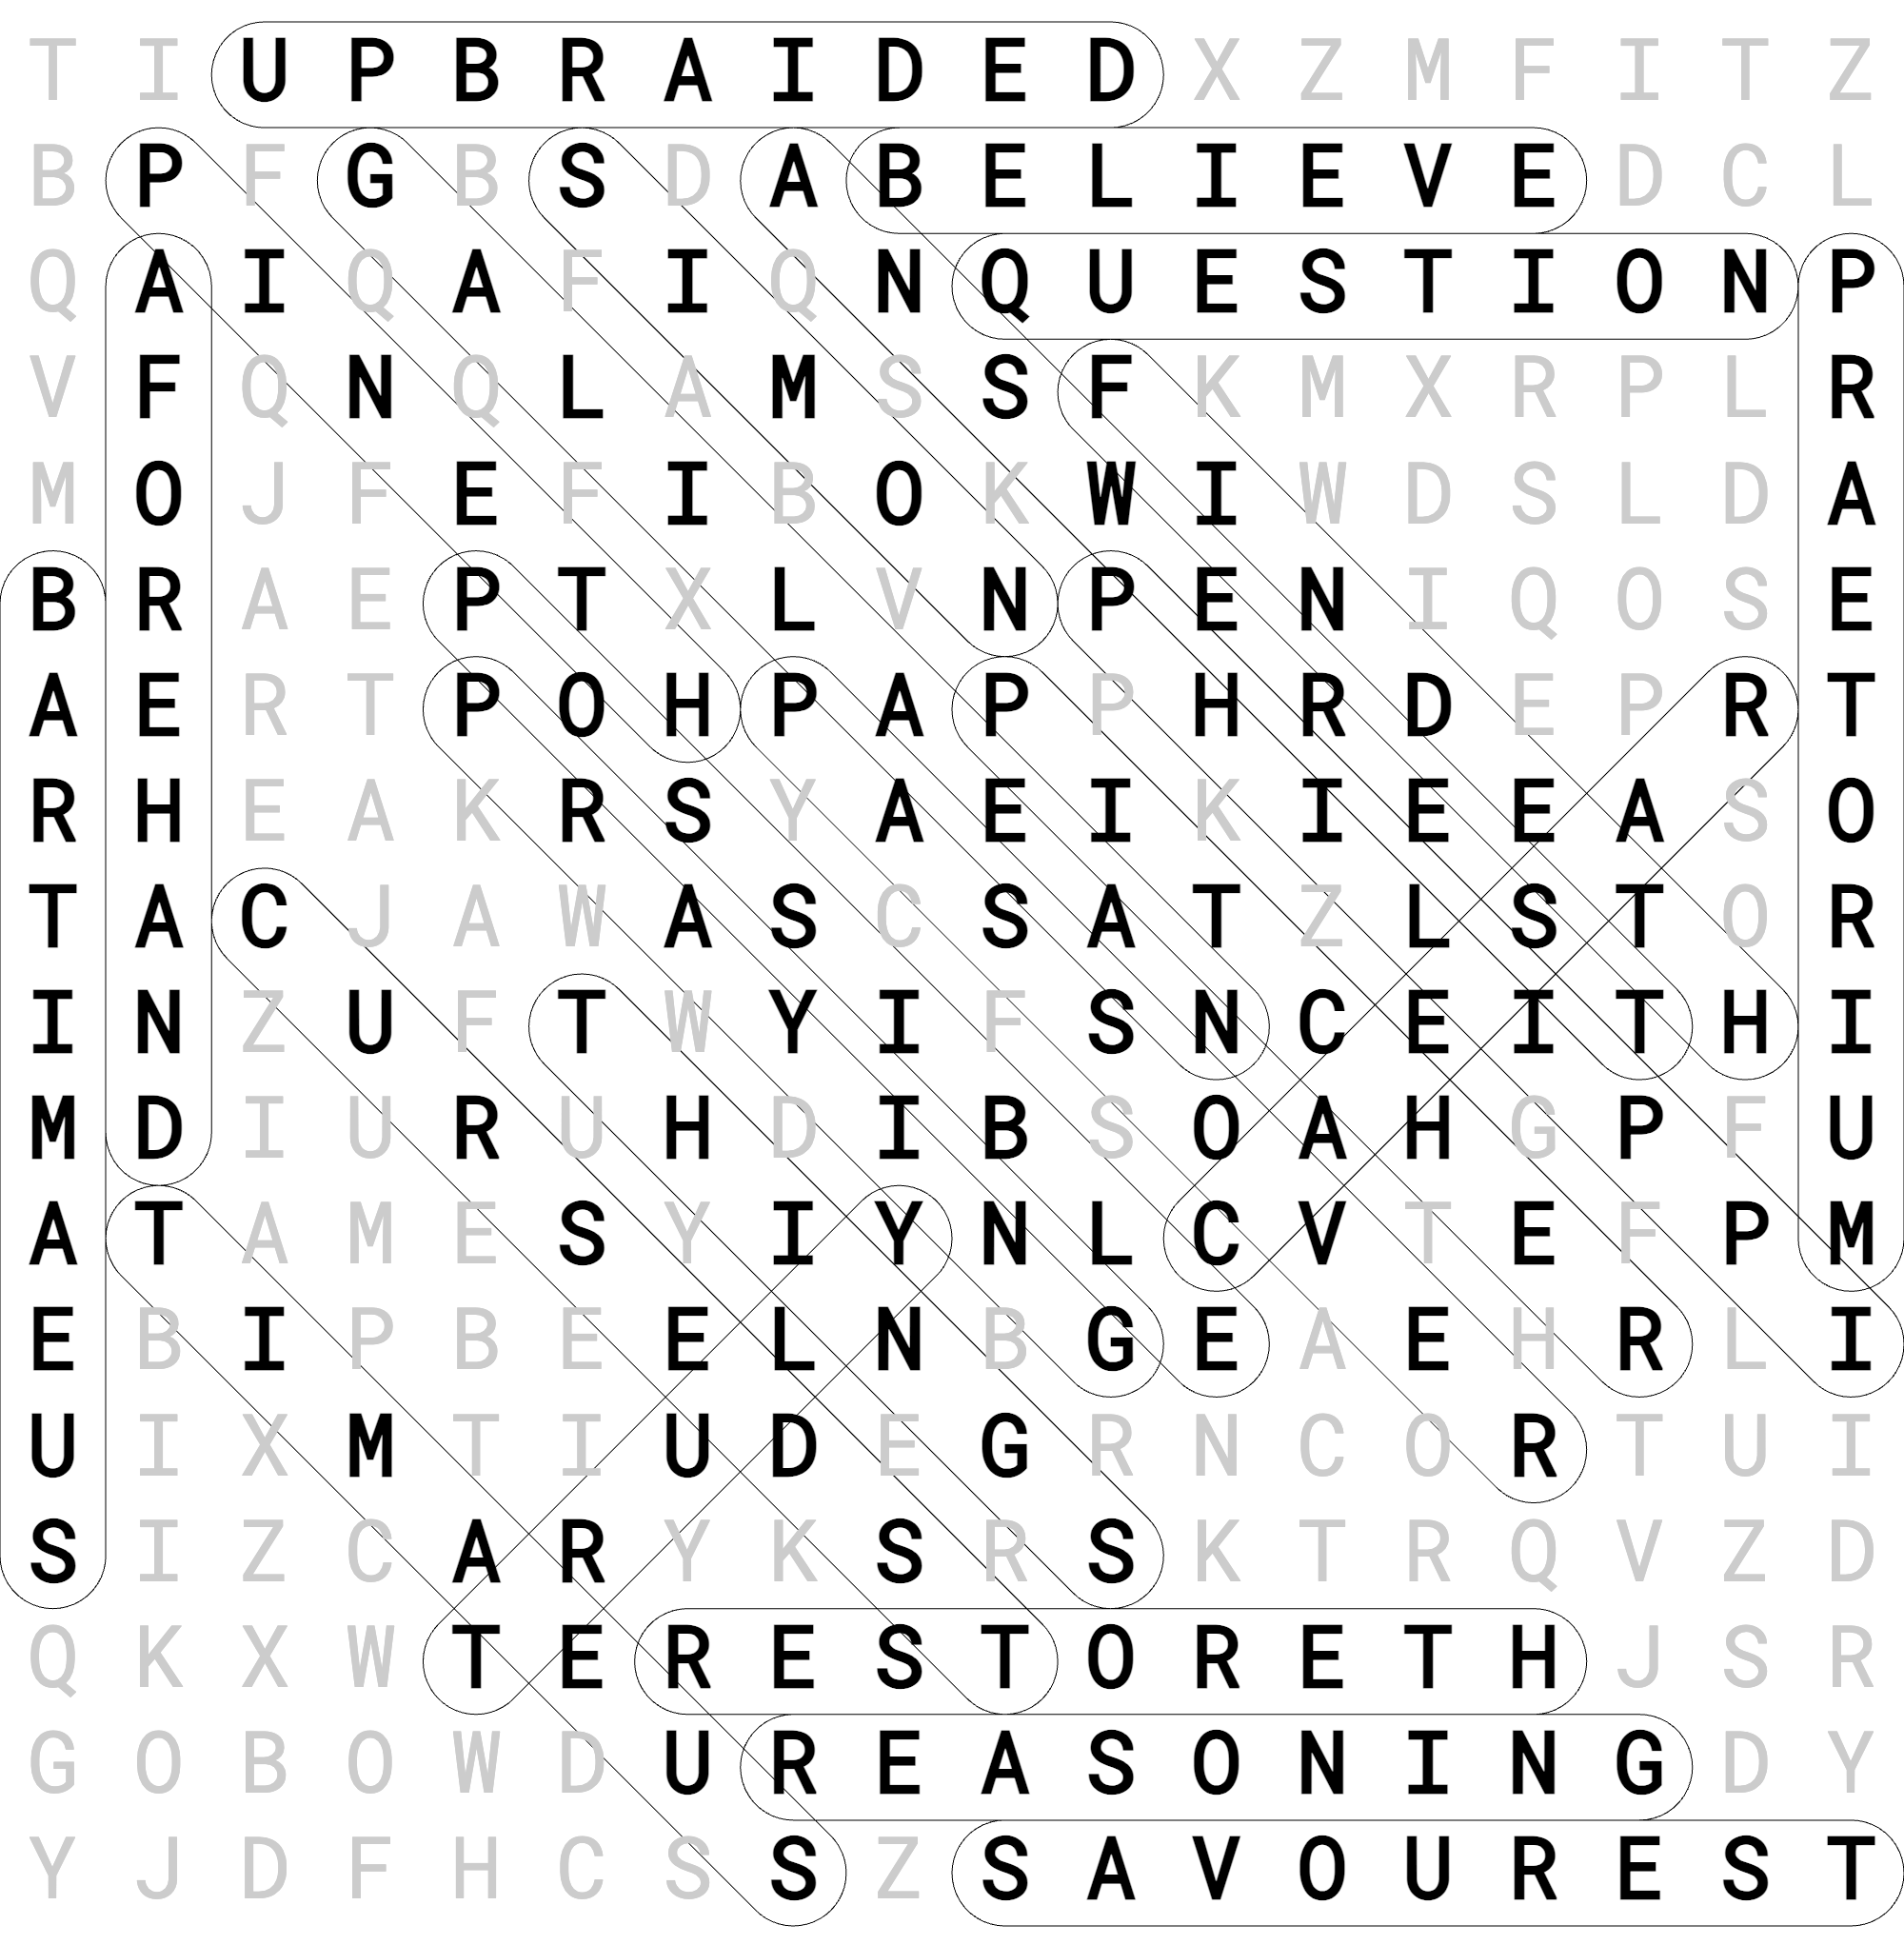 T I U P B R A I D E D X Z M F I T Z
B P F G B S D A B E L I E V E D C L
Q A I Q A F I Q N Q U E S T I O N P
V F Q N Q L A M S S F K M X R P L R
M O J F E F I B O K W I W D S L D A
B R A E P T X L V N P E N I Q O S E
A E R T P O H P A P P H R D E P R T
R H E A K R S Y A E I K I E E A S O
T A C J A W A S C S A T Z L S T O R
I N Z U F T W Y I F S N C E I T H I
M D I U R U H D I B S O A H G P F U
A T A M E S Y I Y N L C V T E F P M
E B I P B E E L N B G E A E H R L I
U I X M T I U D E G R N C O R T U I
S I Z C A R Y K S R S K T R Q V Z D
Q K X W T E R E S T O R E T H J S R
G O B O W D U R E A S O N I N G D Y
Y J D F H C S S Z S A V O U R E S T